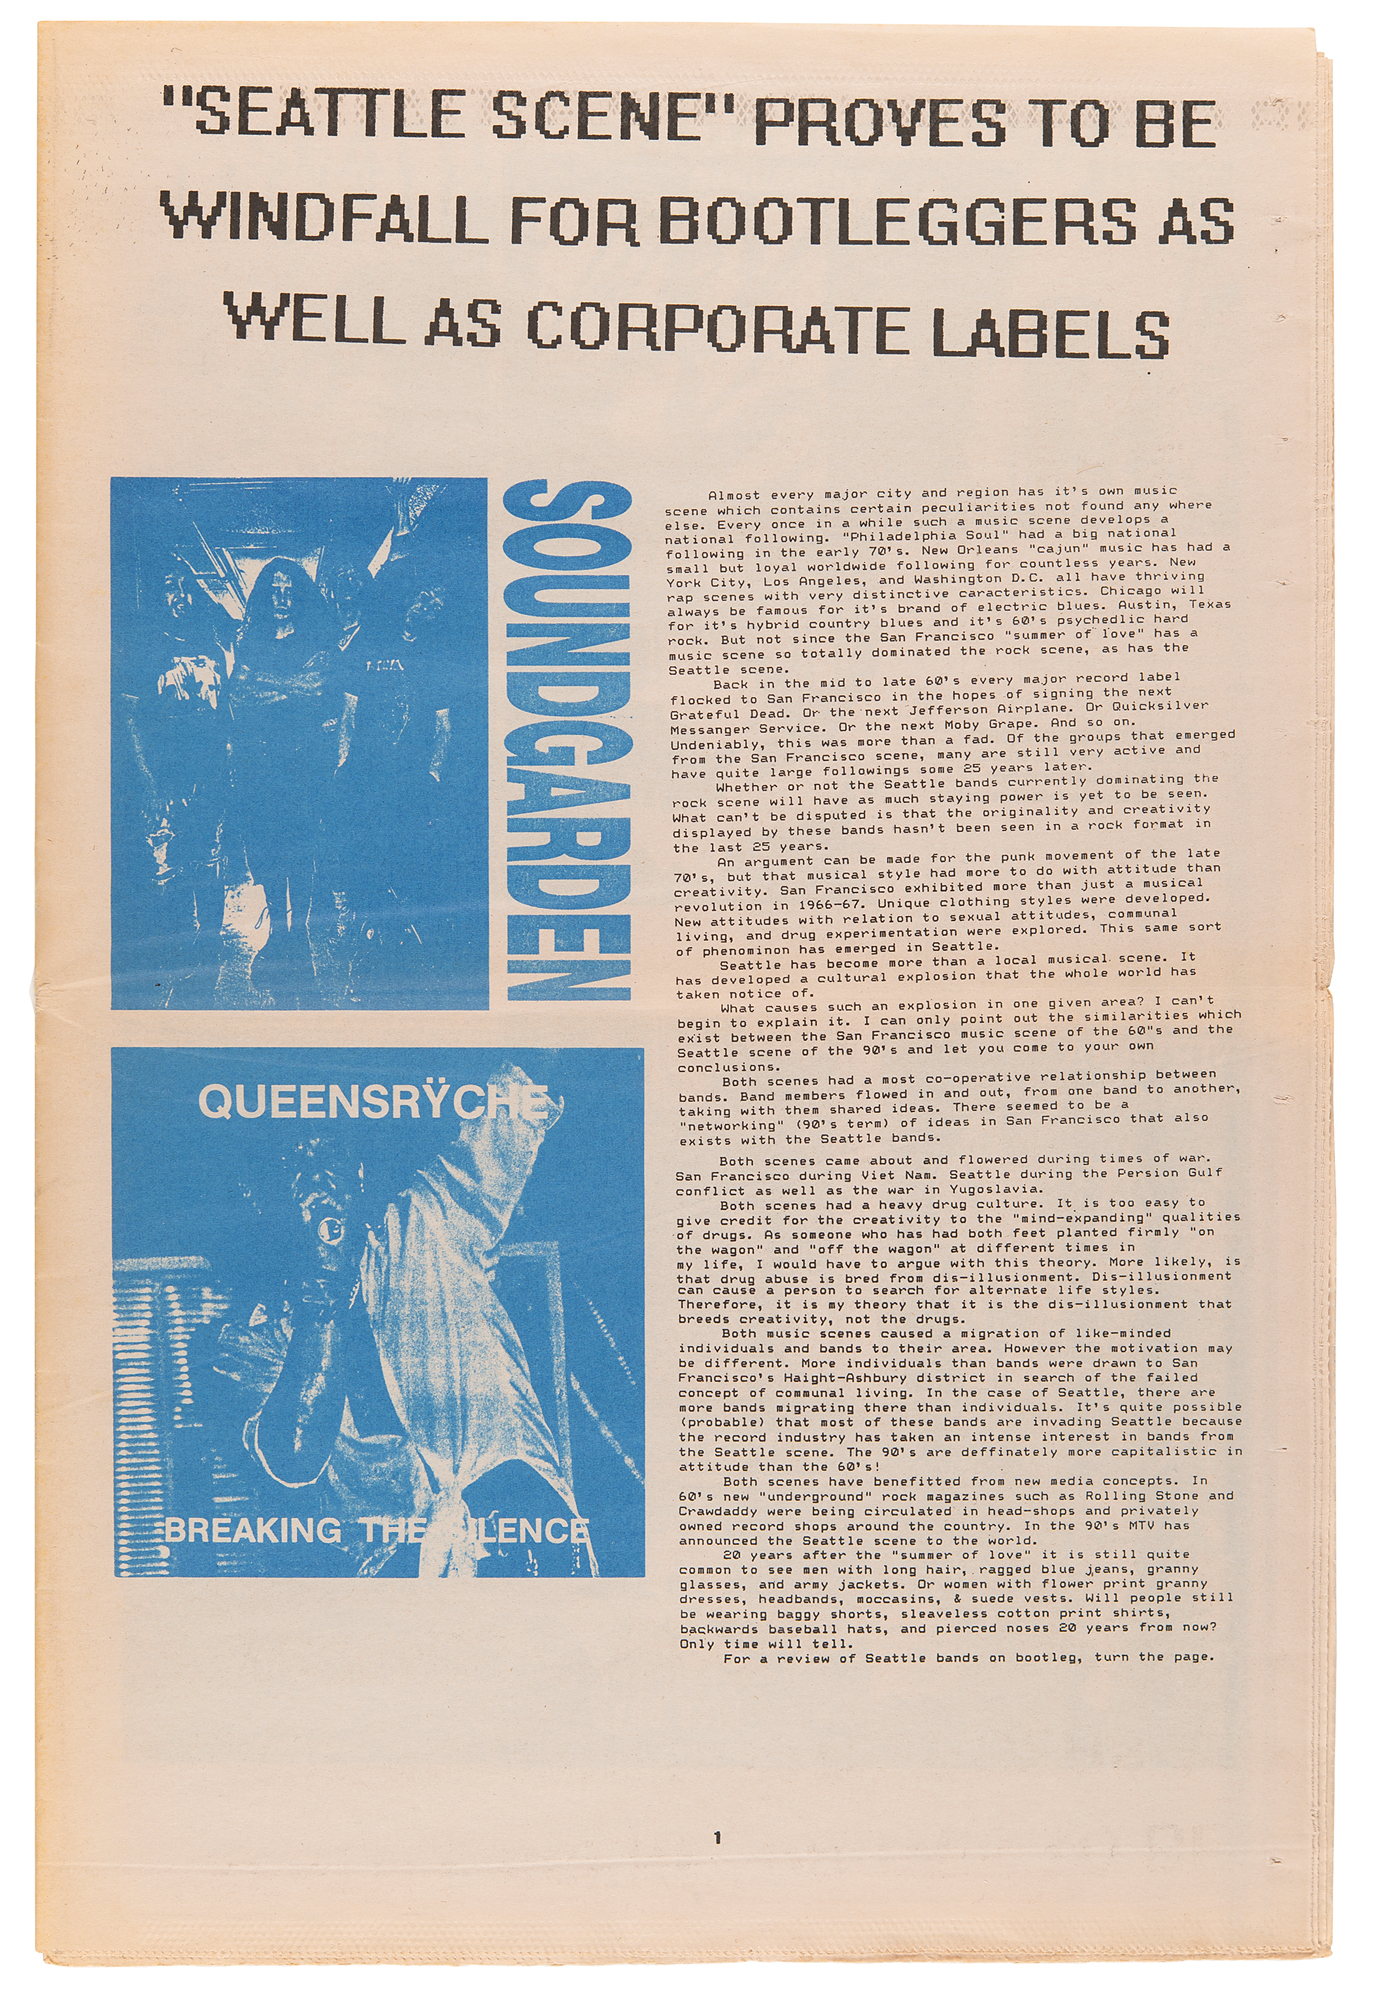 "SEATTLE SCENE" PROVES TO BE
WINDFALL FOR BOOTLEGGERS AS
WELL AS CORPORATE LABELS
SOUNDGARDEN
QUEENSRŸCHE
BREAKING THE SILENCE
Almost every major city and region has it's own music
scene which contains certain peculiarities not found any where
else. Every once in a while such a music scene develops a
national following. "Philadelphia Soul" had a big national
following in the early 70's. New Orleans "cajun" music has had a
small but loyal worldwide following for countless years. New
York City, Los Angeles, and Washington D.C. all have thriving
rap scenes with very distinctive caracteristics. Chicago will
always be famous for it's brand of electric blues. Austin, Texas
for it's hybrid country blues and it's 60's psychedlic hard
rock. But not since the San Francisco "summer of love" has a
music scene so totally dominated the rock scene, as has the
Seattle scene.
Back in the mid to late 60's every major record label
flocked to San Francisco in the hopes of signing the next
Grateful Dead. Or the next Jefferson Airplane. Or Quicksilver
Messanger Service. Or the next Moby Grape. And so on.
Undeniably, this was more than a fad. Of the groups that emerged
from the San Francisco scene, many are still very active and
have quite large followings some 25 years later.
Whether or not the Seattle bands currently dominating the
rock scene will have as much staying power is yet to be seen.
What can't be disputed is that the originality and creativity
displayed by these bands hasn't been seen in a rock format in
the last 25 years.
An argument can be made for the punk movement of the late
70's, but that musical style had more to do with attitude than
creativity. San Francisco exhibited more than just a musical
revolution in 1966-67. Unique clothing styles were developed.
New attitudes with relation to sexual attitudes, communal
living, and drug experimentation were explored. This same sort
of phenominon has emerged in Seattle.
Seattle has become more than a local musical scene. It
has developed a cultural explosion that the whole world has
taken notice of.
What causes such an explosion in one given area? I can't
begin to explain it. I can only point out the similarities which
exist between the San Francisco music scene of the 60"s and the
Seattle scene of the 90's and let you come to your own
conclusions.
Both scenes had a most co-operative relationship between
bands. Band members flowed in and out, from one band to another,
taking with them shared ideas. There seemed to be a
"networking" (90's term) of ideas in San Francisco that also
exists with the Seattle bands.
Both scenes came about and flowered during times of war.
San Francisco during Viet Nam. Seattle during the Persion Gulf
conflict as well as the war in Yugoslavia.
Both scenes had a heavy drug culture. It is too easy to
give credit for the creativity to the "mind-expanding" qualities
of drugs. As someone who has had both feet planted firmly "on
the wagon" and "off the wagon" at different times in
my life, I would have to argue with this theory. More likely, is
that drug abuse is bred from dis-illusionment. Dis-illusionment
can cause a person to search for alternate life styles.
Therefore, it is my theory that it is the dis-illusionment that
breeds creativity, not the drugs.
Both music scenes caused a migration of like-minded
individuals and bands to their area. However the motivation may
be different. More individuals than bands were drawn to San
Francisco's Haight-Ashbury district in search of the failed
concept of communal living. In the case of Seattle, there are
more bands migrating there than individuals. It's quite possible
(probable) that most of these bands are invading Seattle because
the record industry has taken an intense interest in bands from
the Seattle scene. The 90's are deffinately more capitalistic in
attitude than the 60's!
Both scenes have benefitted from new media concepts. In
60's new "underground" rock magazines such as Rolling Stone and
Crawdaddy were being circulated in head-shops and privately
owned record shops around the country. In the 90's MTV has
announced the Seattle scene to the world.
20 years after the "summer of love" it is still quite
common to see men with long hair, ragged blue jeans, granny
glasses, and army jackets. Or women with flower print granny
dresses, headbands, moccasins, & suede vests. Will people still
be wearing baggy shorts, sleaveless cotton print shirts,
backwards baseball hats, and pierced noses 20 years from now?
Only time will tell.
For a review of Seattle bands on bootleg, turn the page.
1